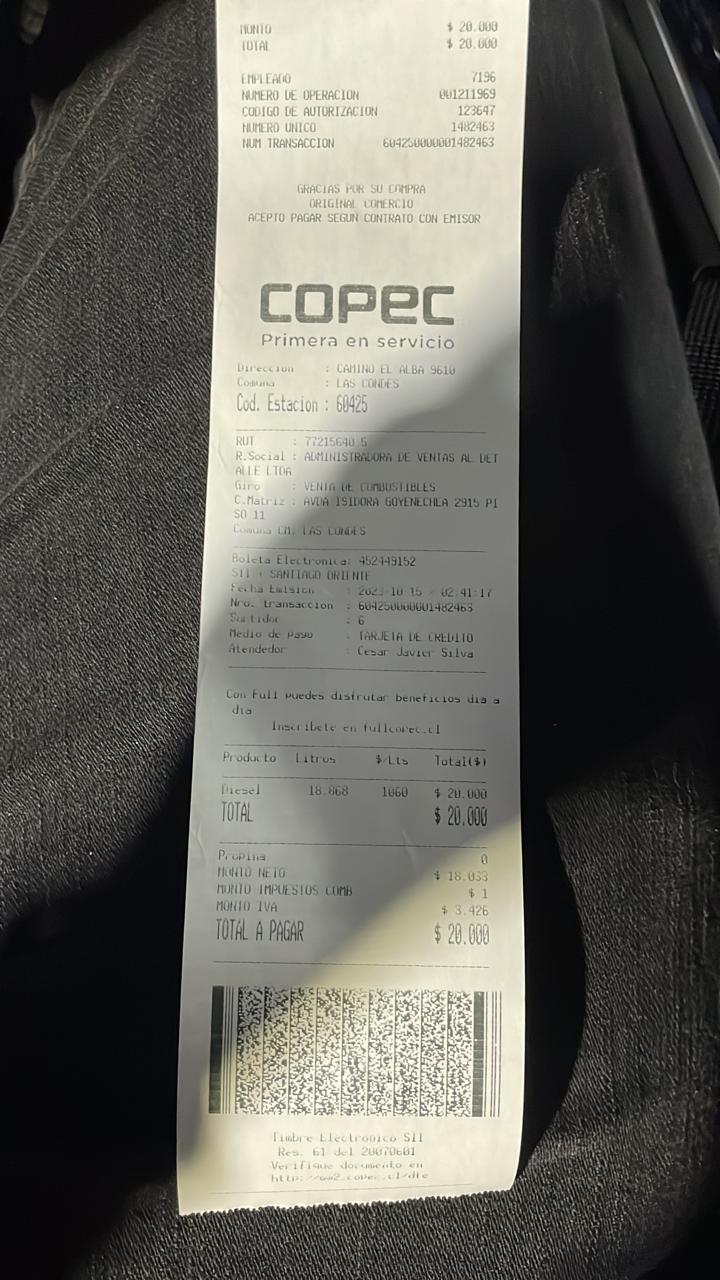 MONTO $ 20.000
TOTAL $ 20.000
EMPLEADO 7196
NUMERO DE OPERACION 001211969
CODIGO DE AUTORIZACION 123647
NUMERO UNICO 1482463
NUM TRANSACCION 604250000001482463
GRACIAS POR SU COMPRA
ORIGINAL COMERCIO
ACEPTO PAGAR SEGUN CONTRATO CON EMISOR
copec
Primera en servicio
Direccion : CAMINO EL ALBA 9610
Comuna : LAS CONDES
Cod. Estacion : 60425
RUT : 77215640 5
R.Social : ADMINISTRADORA DE VENTAS AL DET
ALLE LTDA
Giro : VENTA DE COMBUSTIBLES
C.Matriz : AVDA ISIDORA GOYENECHEA 2915 PI
SO 11
Comuna CM. LAS CONDES
Boleta Electronica: 452449152
SII - SANTIAGO ORIENTE
Fecha Emision : 2023-10-15 / 02:41:17
Nro. transaccion : 604250000001482463
Surtidor : 6
Medio de pago : TARJETA DE CREDITO
Atendedor : Cesar Javier Silva
Con Full puedes disfrutar beneficios dia a
dia
Inscribete en fullcopec.cl
Producto Litros $/Lts Total($)
Diesel 18.868 1060 $ 20.000
TOTAL $ 20.000
Propina 0
MONTO NETO $ 18.033
MONTO IMPUESTOS COMB $ 1
MONTO IVA $ 3.426
TOTAL A PAGAR $ 20.000
Timbre Electronico SII
Res. 61 del 20070601
Verifique documento en
http://ww2.copec.cl/dte